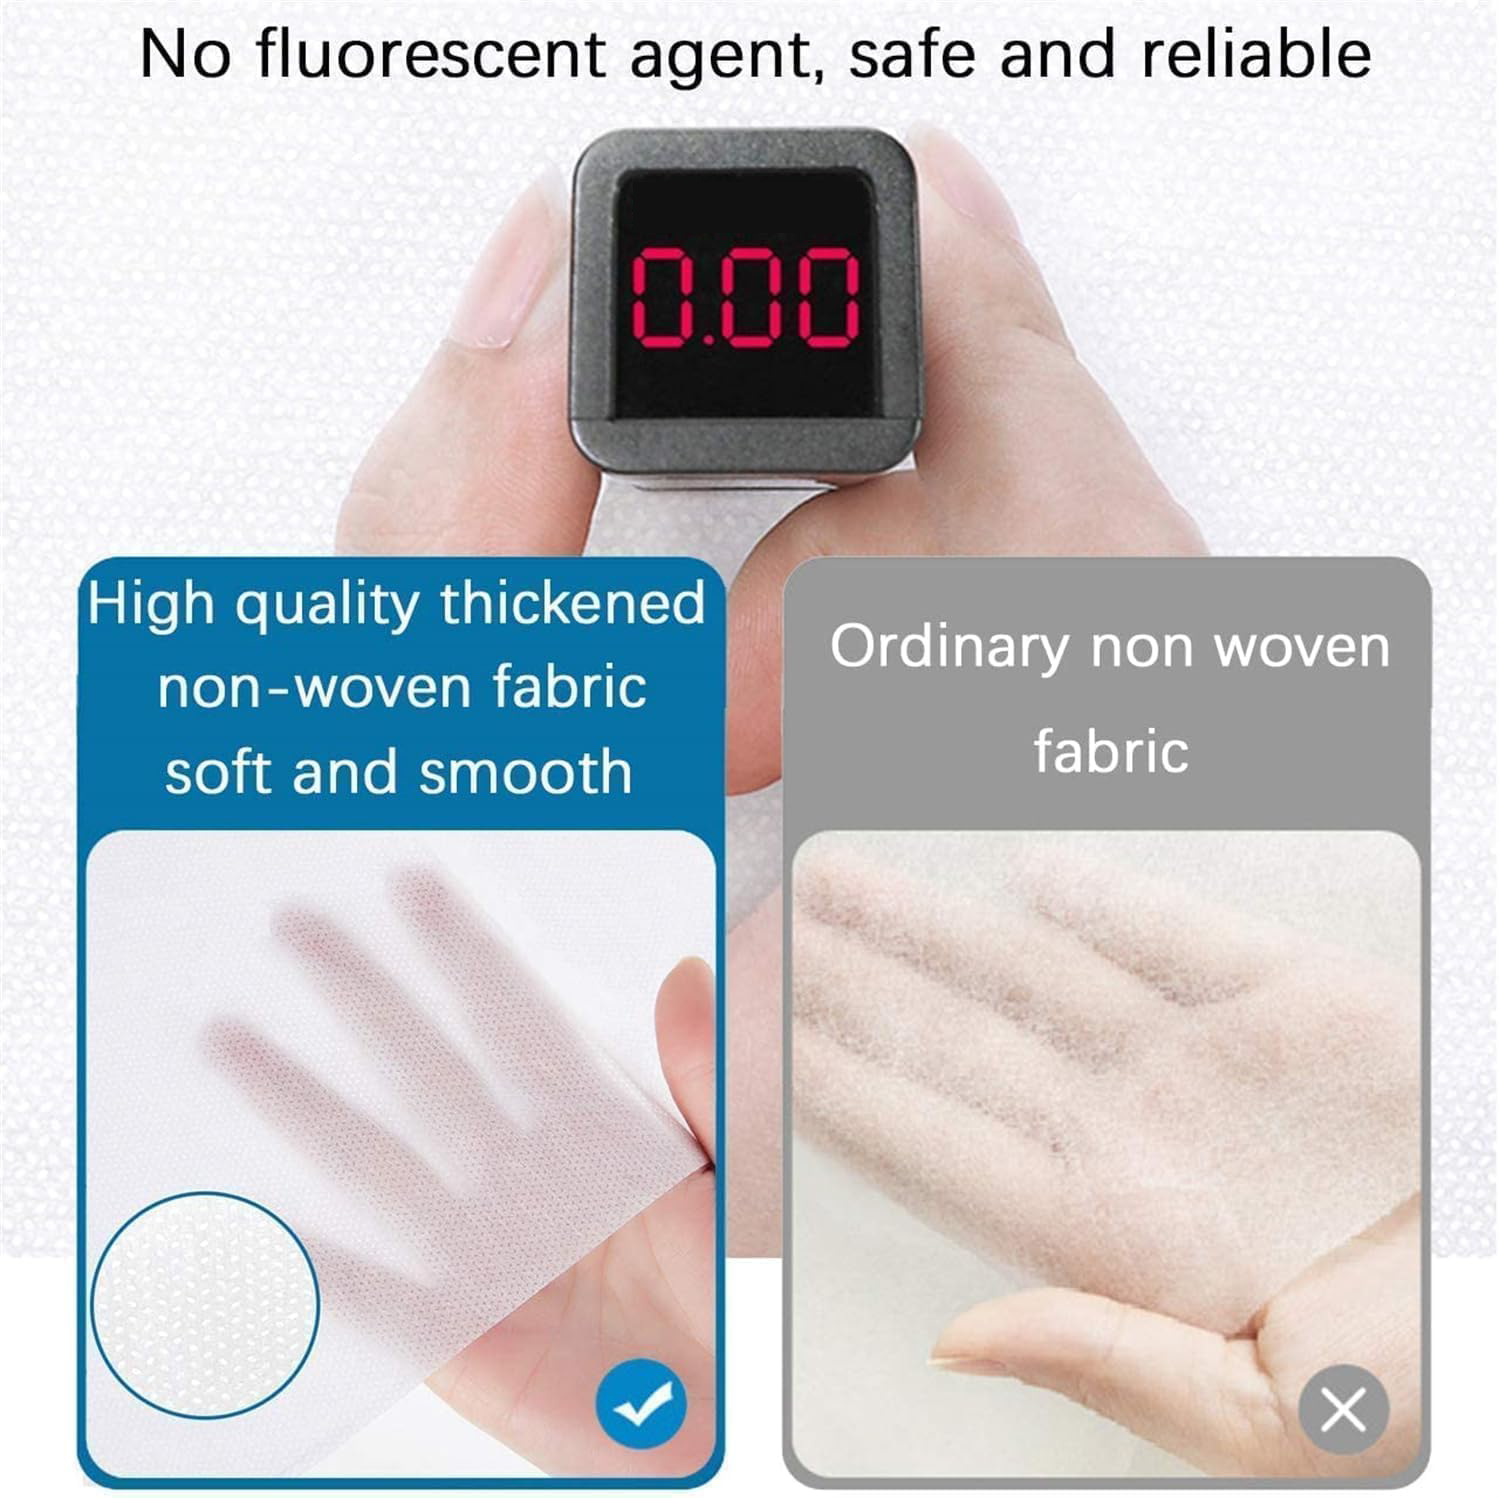 No fluorescent agent, safe and reliable
0.00
High quality thickened
non-woven fabric
soft and smooth
Ordinary non woven
fabric